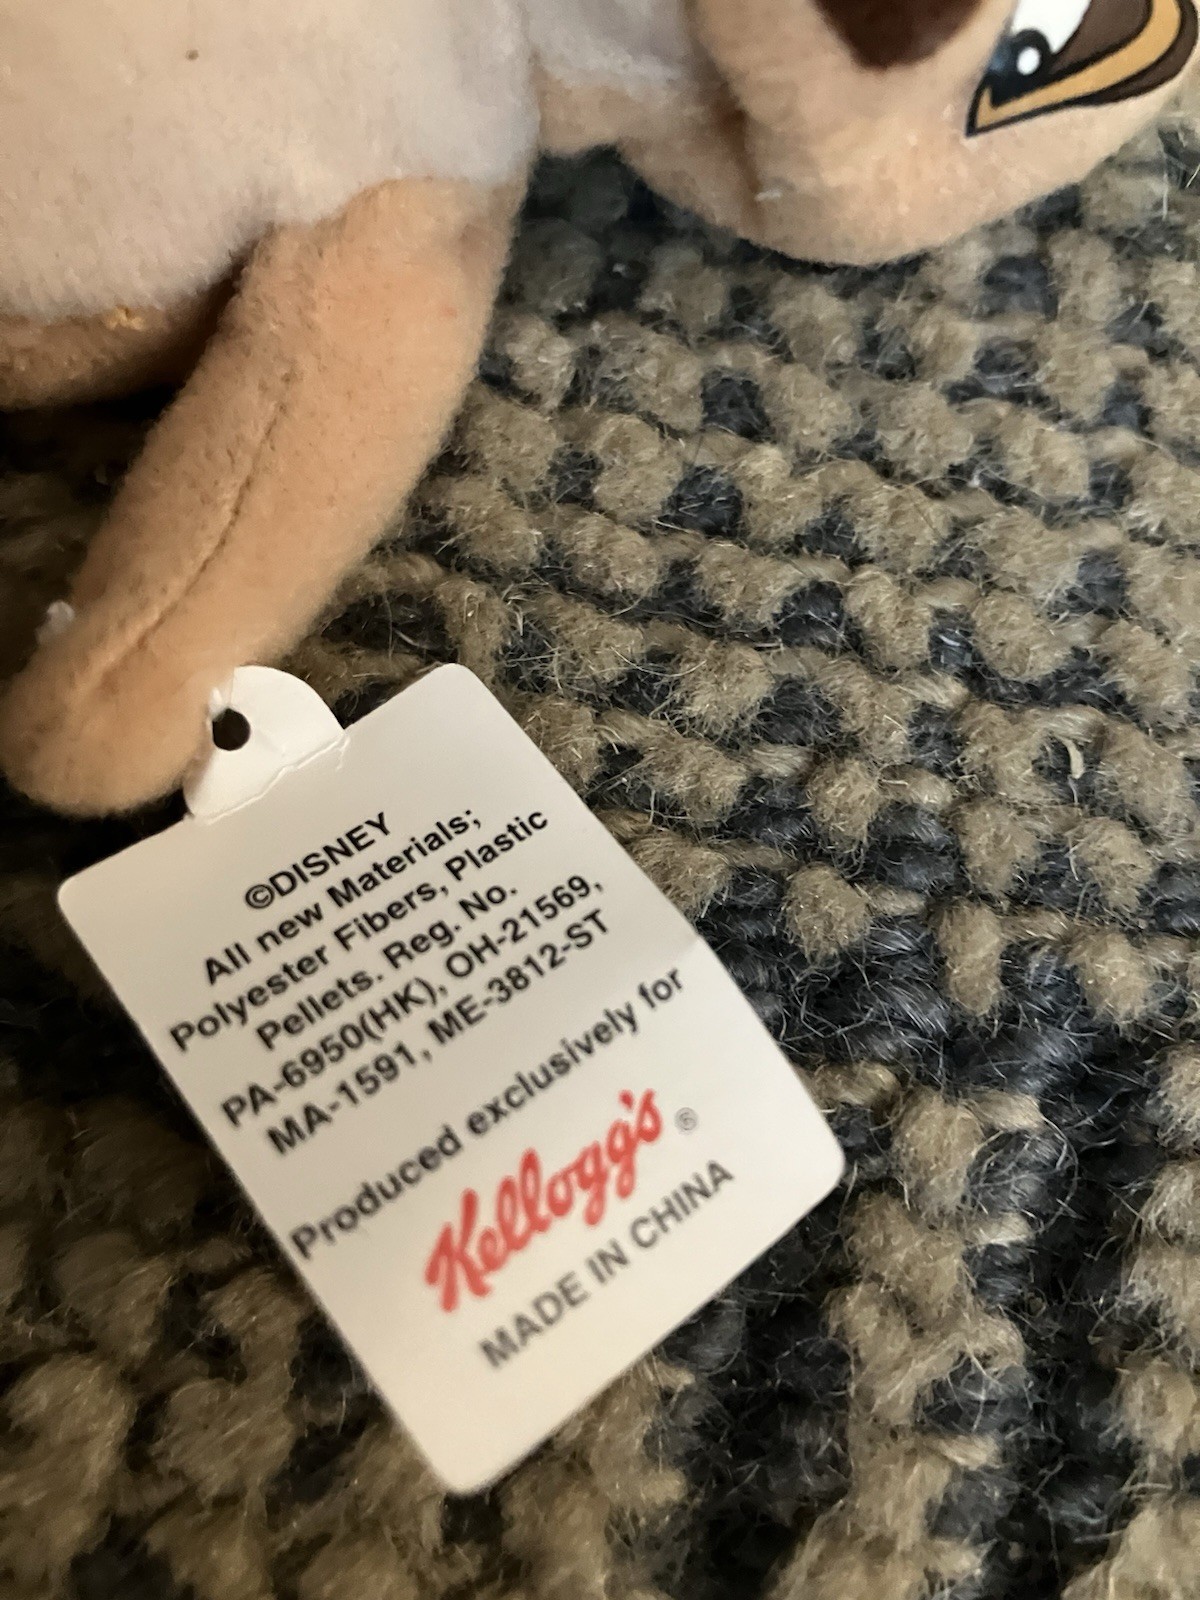 ©DISNEY
All new Materials;
Polyester Fibers, Plastic
Pellets. Reg. No.
PA-6950(HK), OH-21569,
MA-1591, ME-3812-ST
Produced exclusively for
Kellogg's®
MADE IN CHINA